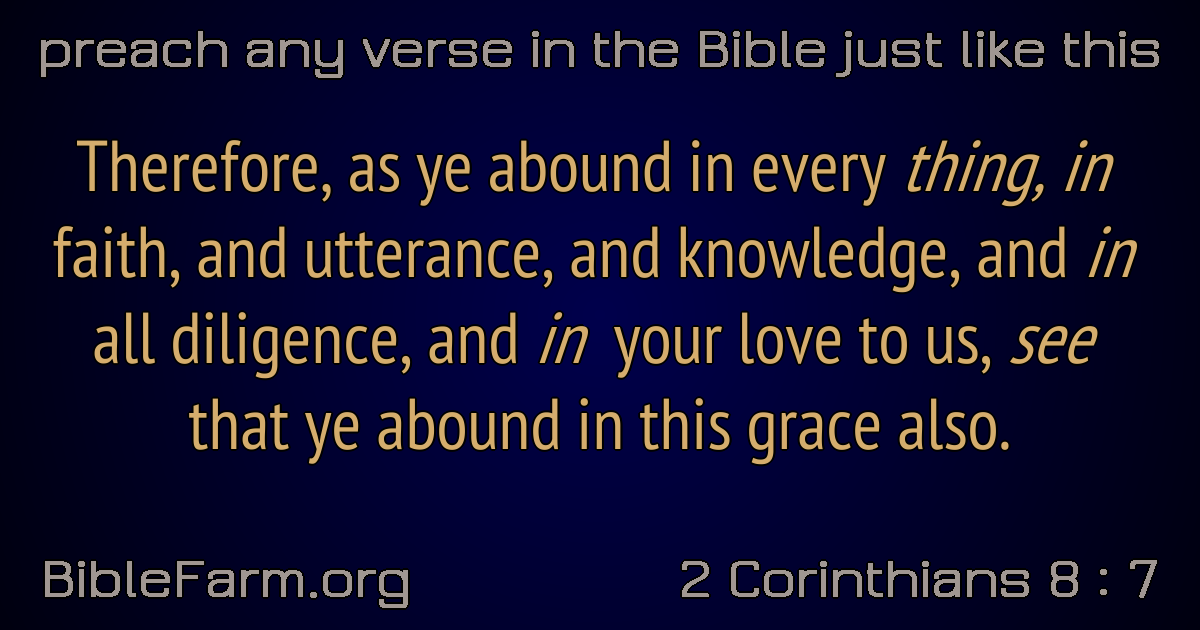 preach any verse in the Bible just like this
Therefore, as ye abound in every thing, in
faith, and utterance, and knowledge, and in
all diligence, and in your love to us, see
that ye abound in this grace also.
BibleFarm.org
2 Corinthians 8 : 7